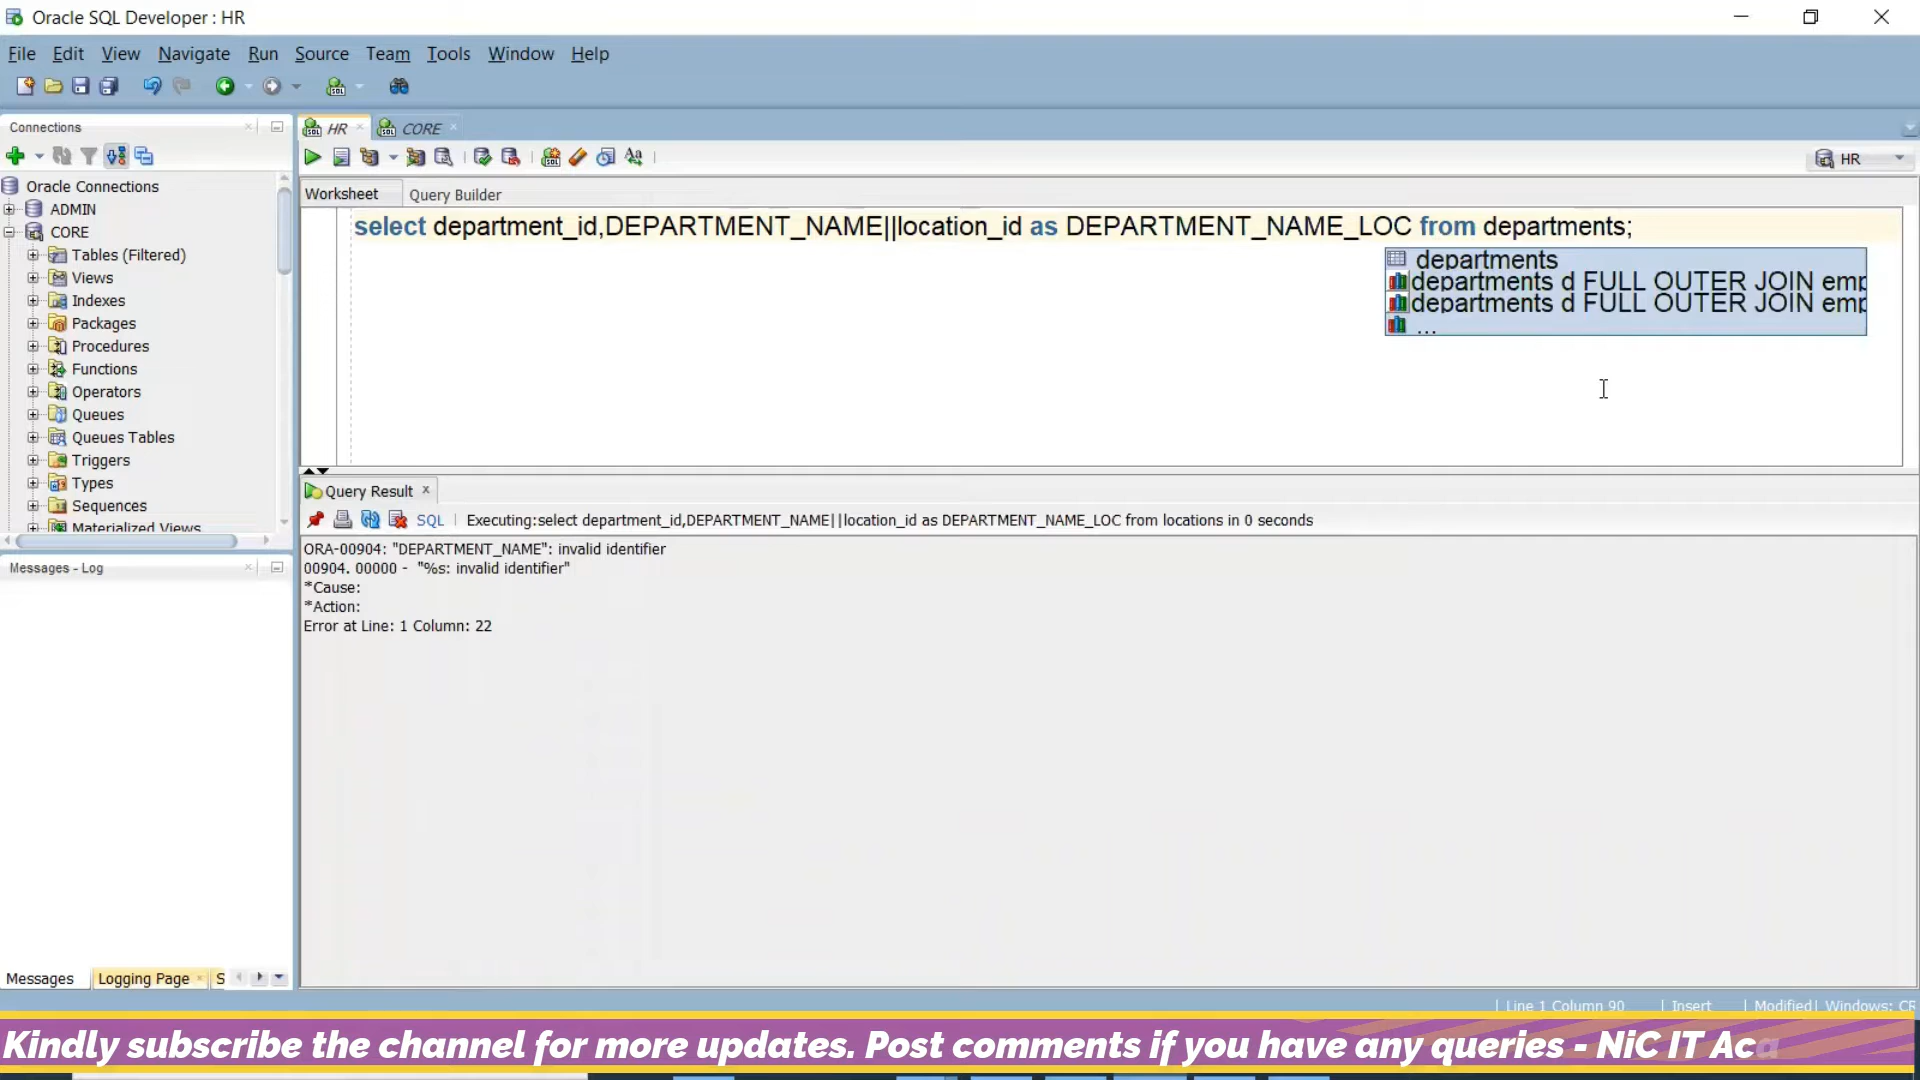 Oracle SQL Developer : HR
File Edit View Navigate Run Source Team Tools Window Help
Connections
HR
CORE
HR
Oracle Connections
ADMIN
CORE
Tables (Filtered)
Views
Indexes
Packages
Procedures
Functions
Operators
Queues
Queues Tables
Triggers
Types
Sequences
Materialized Views
Worksheet Query Builder
select department_id,DEPARTMENT_NAME||location_id as DEPARTMENT_NAME_LOC from departments;
departments
departments d FULL OUTER JOIN emp
departments d FULL OUTER JOIN emp
...
Query Result
SQL | Executing:select department_id,DEPARTMENT_NAME||location_id as DEPARTMENT_NAME_LOC from locations in 0 seconds
ORA-00904: "DEPARTMENT_NAME": invalid identifier
00904. 00000 - "%s: invalid identifier"
*Cause:
*Action:
Error at Line: 1 Column: 22
Messages - Log
Messages Logging Page S
| Line 1 Column 90 | Insert | Modified| Windows: CR
Kindly subscribe the channel for more updates. Post comments if you have any queries - NiC IT Aca